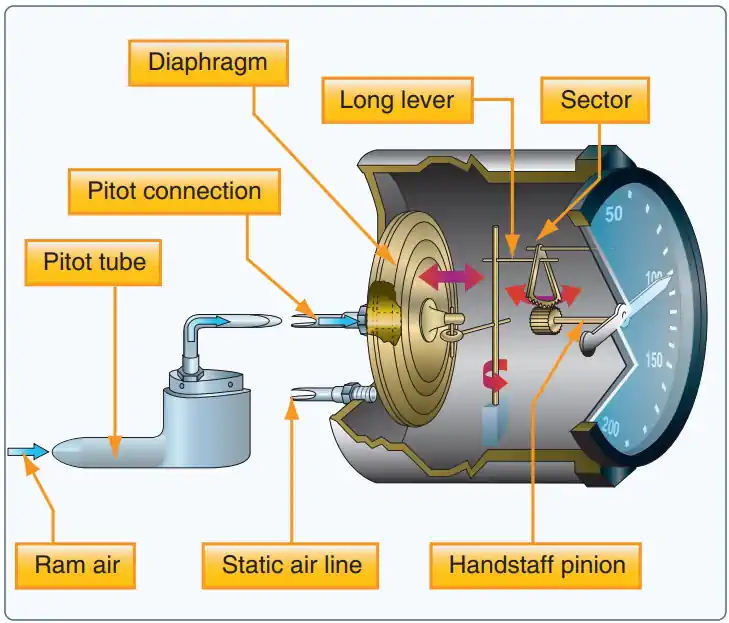 Diaphragm
Long lever
Sector
Pitot connection
50
Pitot tube
100
150
200
Ram air
Static air line
Handstaff pinion